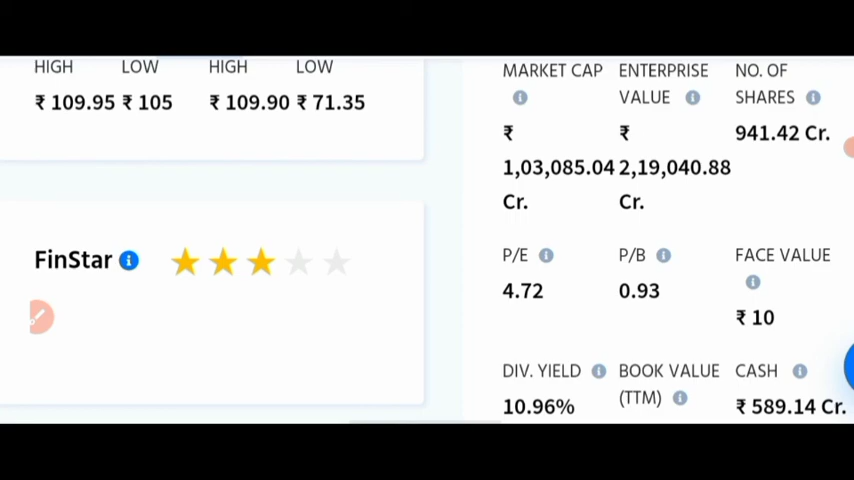 HIGH LOW HIGH LOW
₹ 109.95 ₹ 105 ₹ 109.90 ₹ 71.35
FinStar
MARKET CAP ENTERPRISE VALUE NO. OF SHARES
₹ 1,03,085.04 Cr. ₹ 2,19,040.88 Cr. 941.42 Cr.
P/E P/B FACE VALUE
4.72 0.93 ₹ 10
DIV. YIELD BOOK VALUE (TTM) CASH
10.96% ₹ 589.14 Cr.